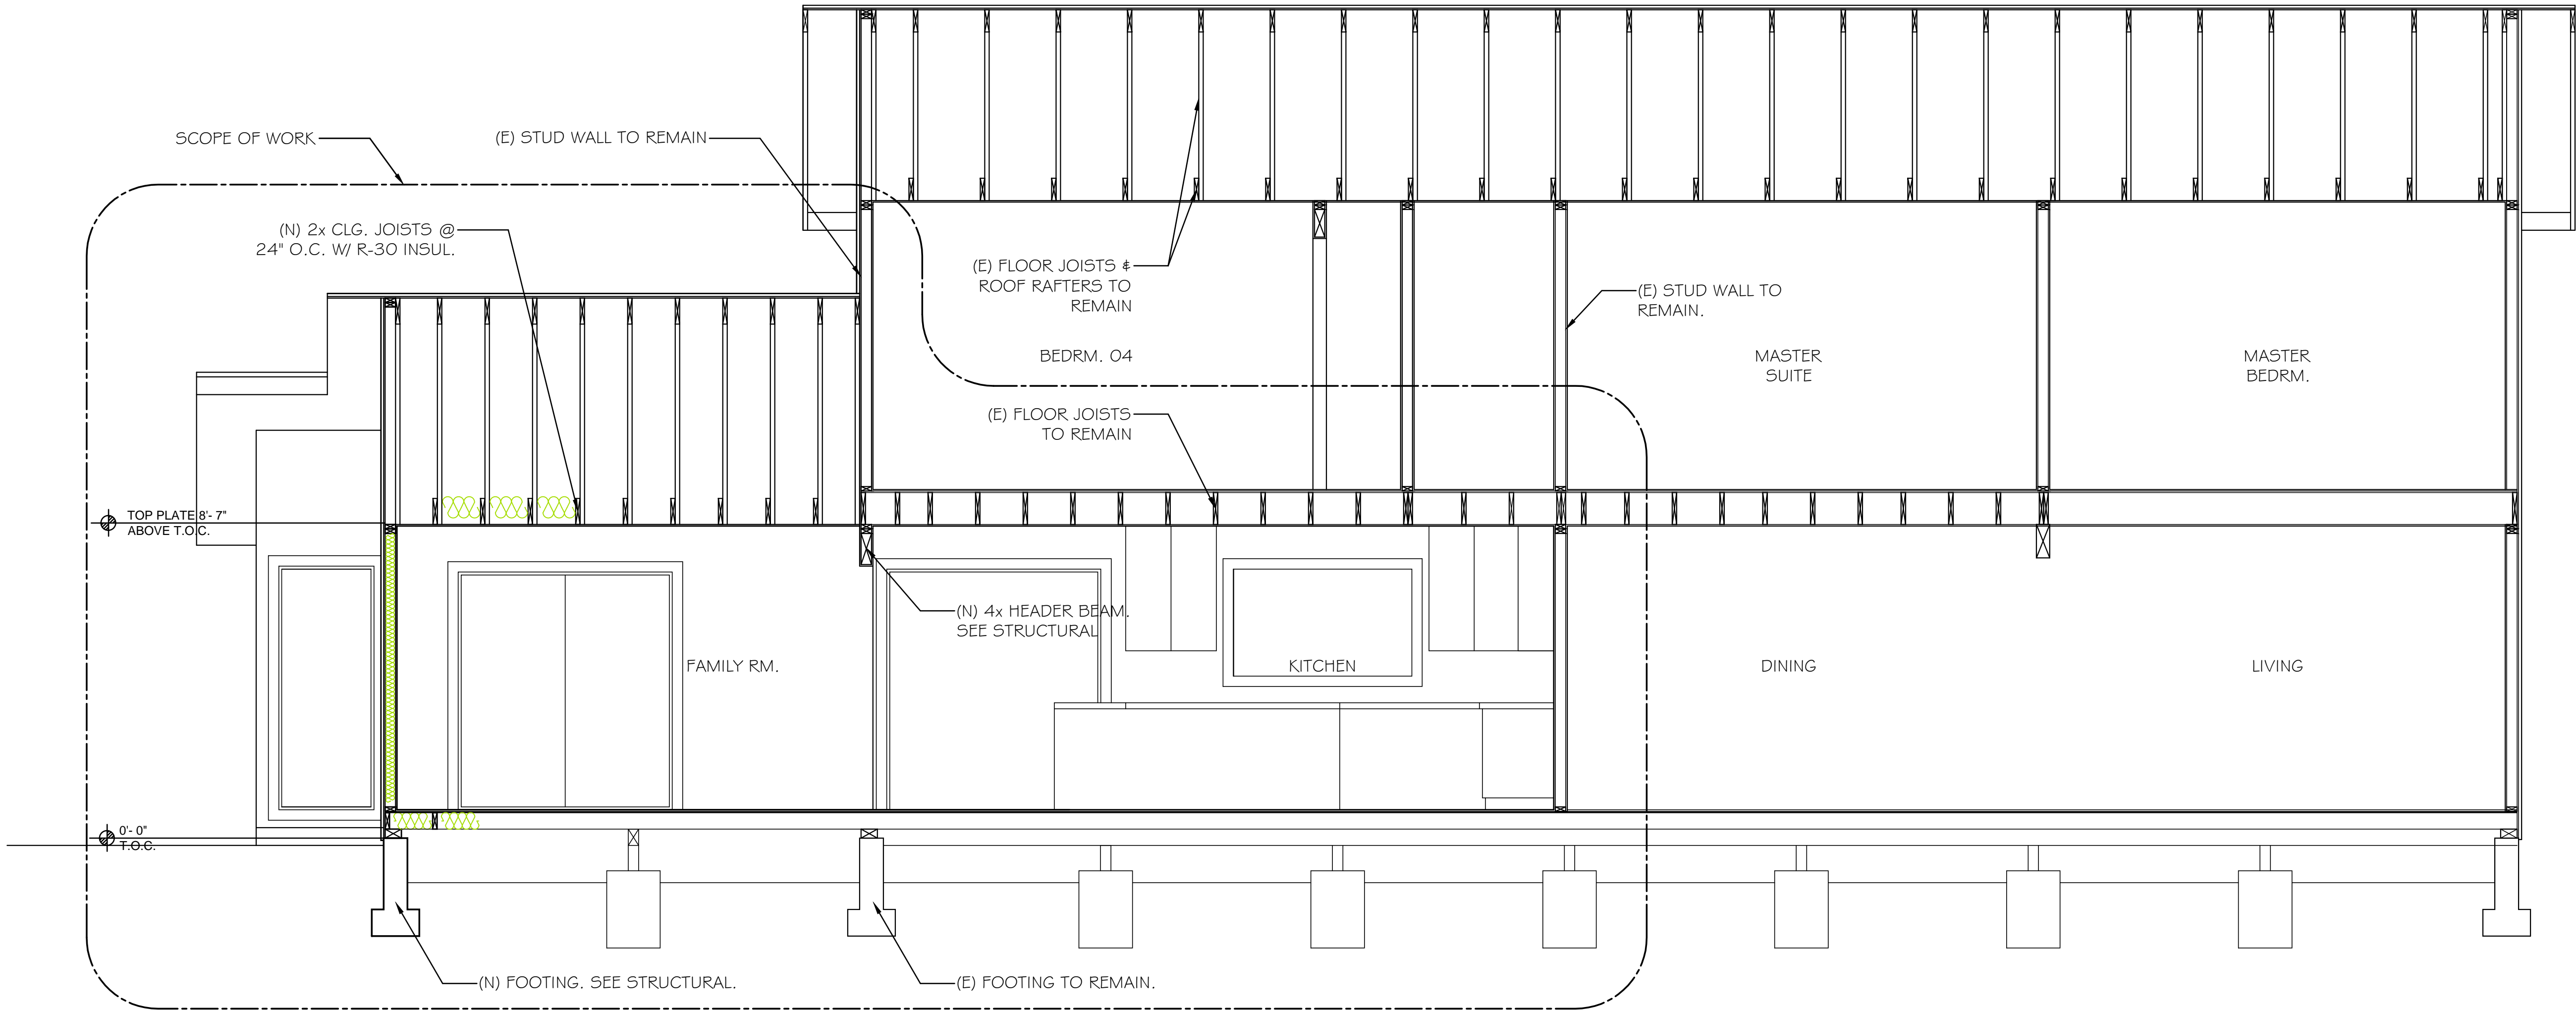 SCOPE OF WORK
(E) STUD WALL TO REMAIN
(N) 2x CLG. JOISTS @
24" O.C. W/ R-30 INSUL.
(E) FLOOR JOISTS &
ROOF RAFTERS TO
REMAIN
(E) STUD WALL TO
REMAIN.
BEDRM. 04
MASTER
SUITE
MASTER
BEDRM.
(E) FLOOR JOISTS
TO REMAIN
TOP PLATE 8'- 7"
ABOVE T.O.C.
(N) 4x HEADER BEAM.
SEE STRUCTURAL
FAMILY RM.
KITCHEN
DINING
LIVING
0'- 0"
T.O.C.
(N) FOOTING. SEE STRUCTURAL.
(E) FOOTING TO REMAIN.